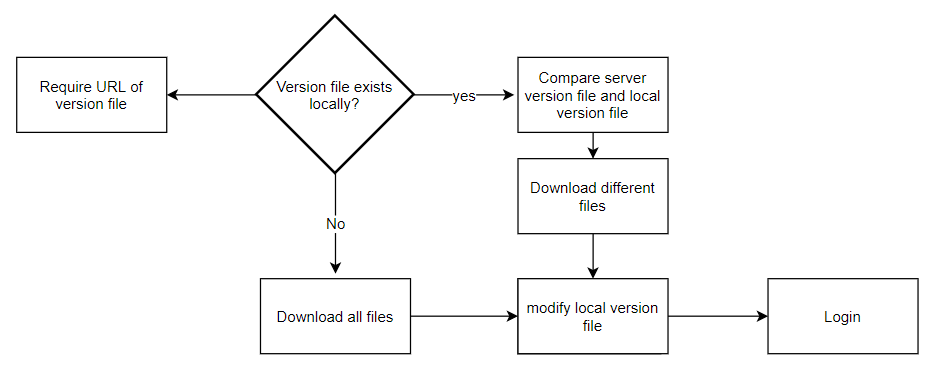 Require URL of
version file
Version file exists
locally?
yes
Compare server
version file and local
version file
Download different
files
No
Download all files
modify local version
file
Login